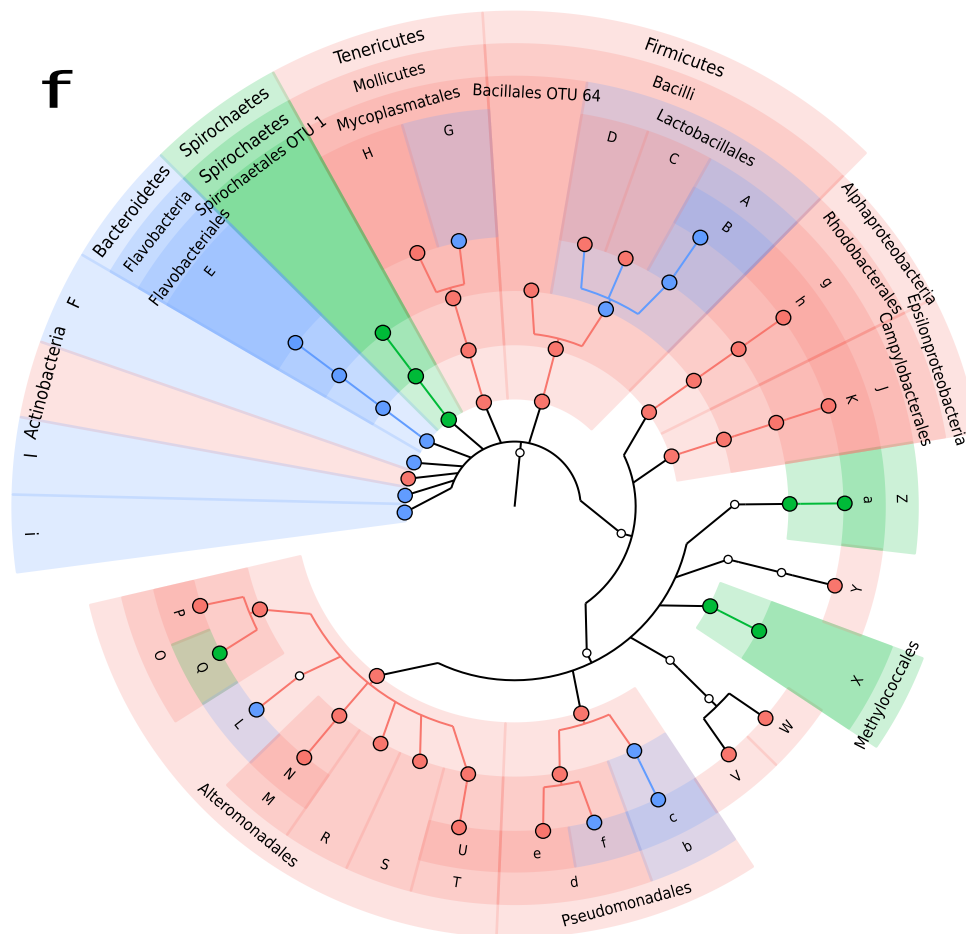 f
Tenericutes
Firmicutes
Mollicutes
Bacilli
Mycoplasmatales
Bacillales OTU 64
Lactobacillales
H
G
D
C
A
B
Spirochaetes
Spirochaetes
Spirochaetales OTU 1
Bacteroidetes
Flavobacteria
Flavobacteriales
E
F
Actinobacteria
I
i
Alphaproteobacteria
Rhodobacterales
g
h
Epsilonproteobacteria
Campylobacterales
J
K
Z
a
Y
X
Methylococcales
W
V
P
O
Q
L
N
M
R
S
U
T
Alteromonadales
e
f
d
c
b
Pseudomonadales